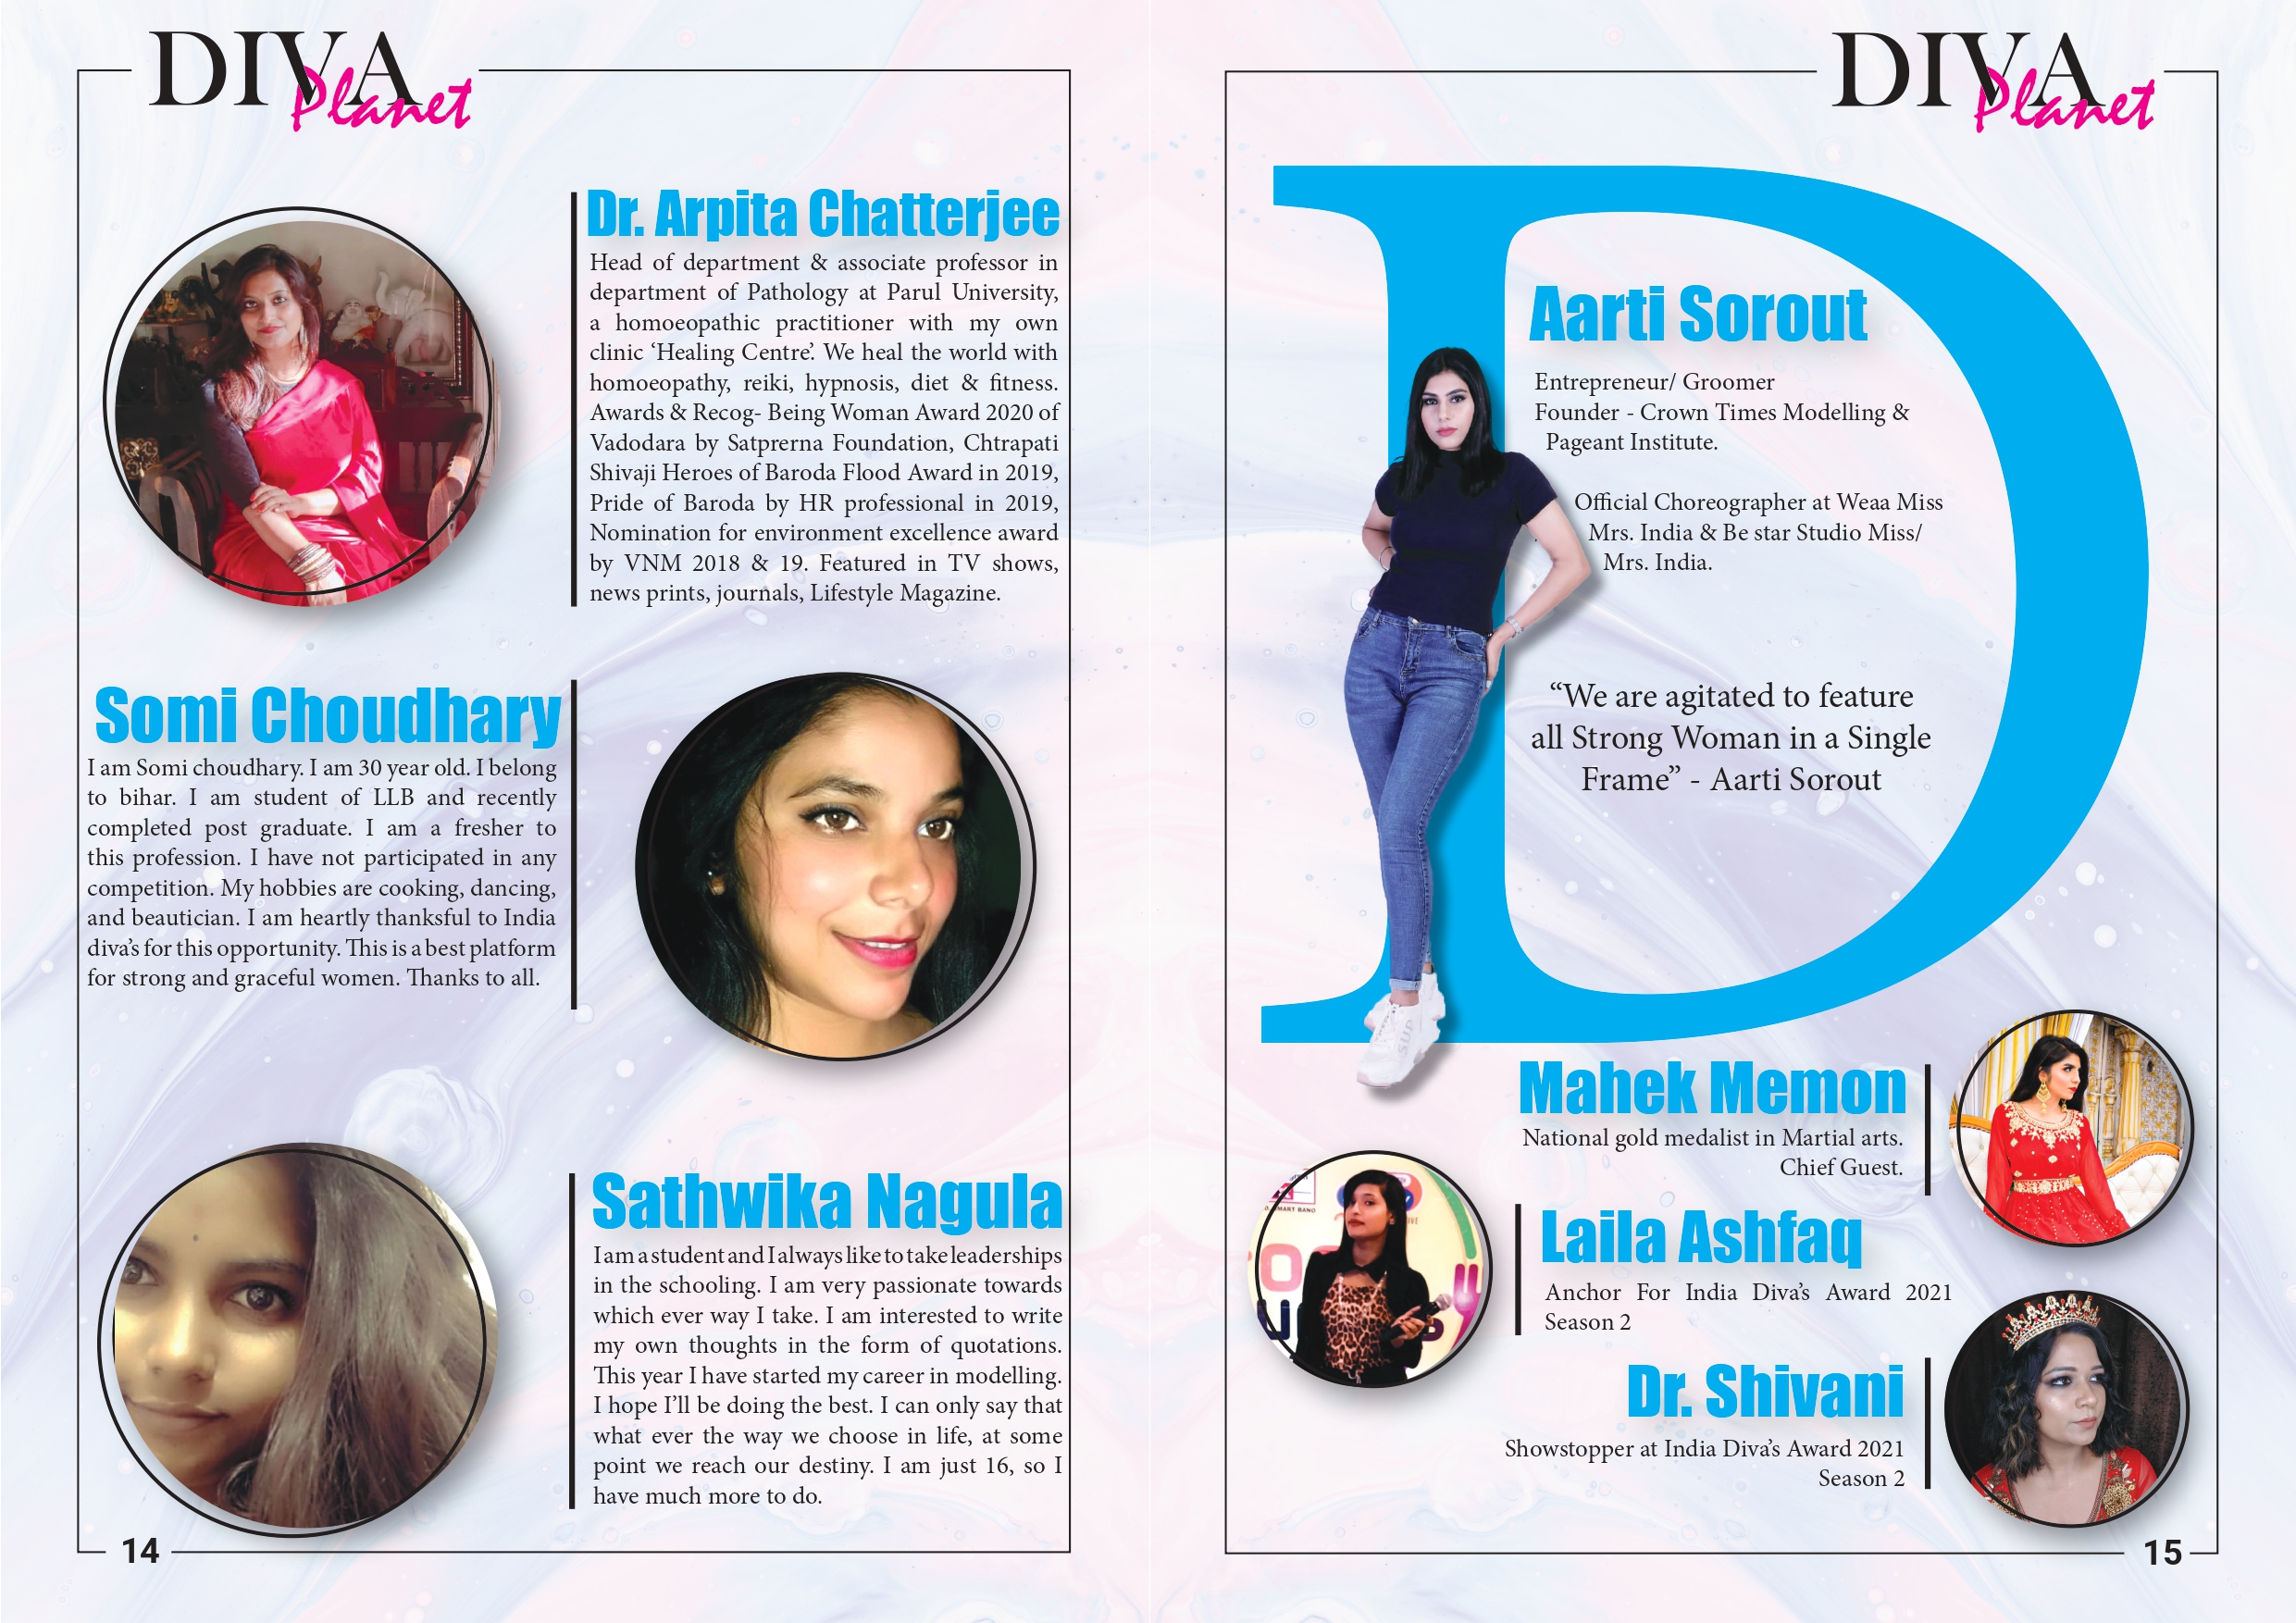 DIVA
Planet
Dr. Arpita Chatterjee
Head of department & associate professor in
department of Pathology at Parul University,
a homoeopathic practitioner with my own
clinic ‘Healing Centre’. We heal the world with
homoeopathy, reiki, hypnosis, diet & fitness.
Awards & Recog- Being Woman Award 2020 of
Vadodara by Satprerna Foundation, Chtrapati
Shivaji Heroes of Baroda Flood Award in 2019,
Pride of Baroda by HR professional in 2019,
Nomination for environment excellence award
by VNM 2018 & 19. Featured in TV shows,
news prints, journals, Lifestyle Magazine.
Somi Choudhary
I am Somi choudhary. I am 30 year old. I belong
to bihar. I am student of LLB and recently
completed post graduate. I am a fresher to
this profession. I have not participated in any
competition. My hobbies are cooking, dancing,
and beautician. I am heartly thanksful to India
diva’s for this opportunity. This is a best platform
for strong and graceful women. Thanks to all.
Sathwika Nagula
I am a student and I always like to take leaderships
in the schooling. I am very passionate towards
which ever way I take. I am interested to write
my own thoughts in the form of quotations.
This year I have started my career in modelling.
I hope I’ll be doing the best. I can only say that
what ever the way we choose in life, at some
point we reach our destiny. I am just 16, so I
have much more to do.
14
DIVA
Planet
D
Aarti Sorout
Entrepreneur/ Groomer
Founder - Crown Times Modelling &
Pageant Institute.
Official Choreographer at Weaa Miss
Mrs. India & Be star Studio Miss/
Mrs. India.
“We are agitated to feature
all Strong Woman in a Single
Frame” - Aarti Sorout
SUP
Mahek Memon
National gold medalist in Martial arts.
Chief Guest.
Laila Ashfaq
Anchor For India Diva’s Award 2021
Season 2
Dr. Shivani
Showstopper at India Diva’s Award 2021
Season 2
15